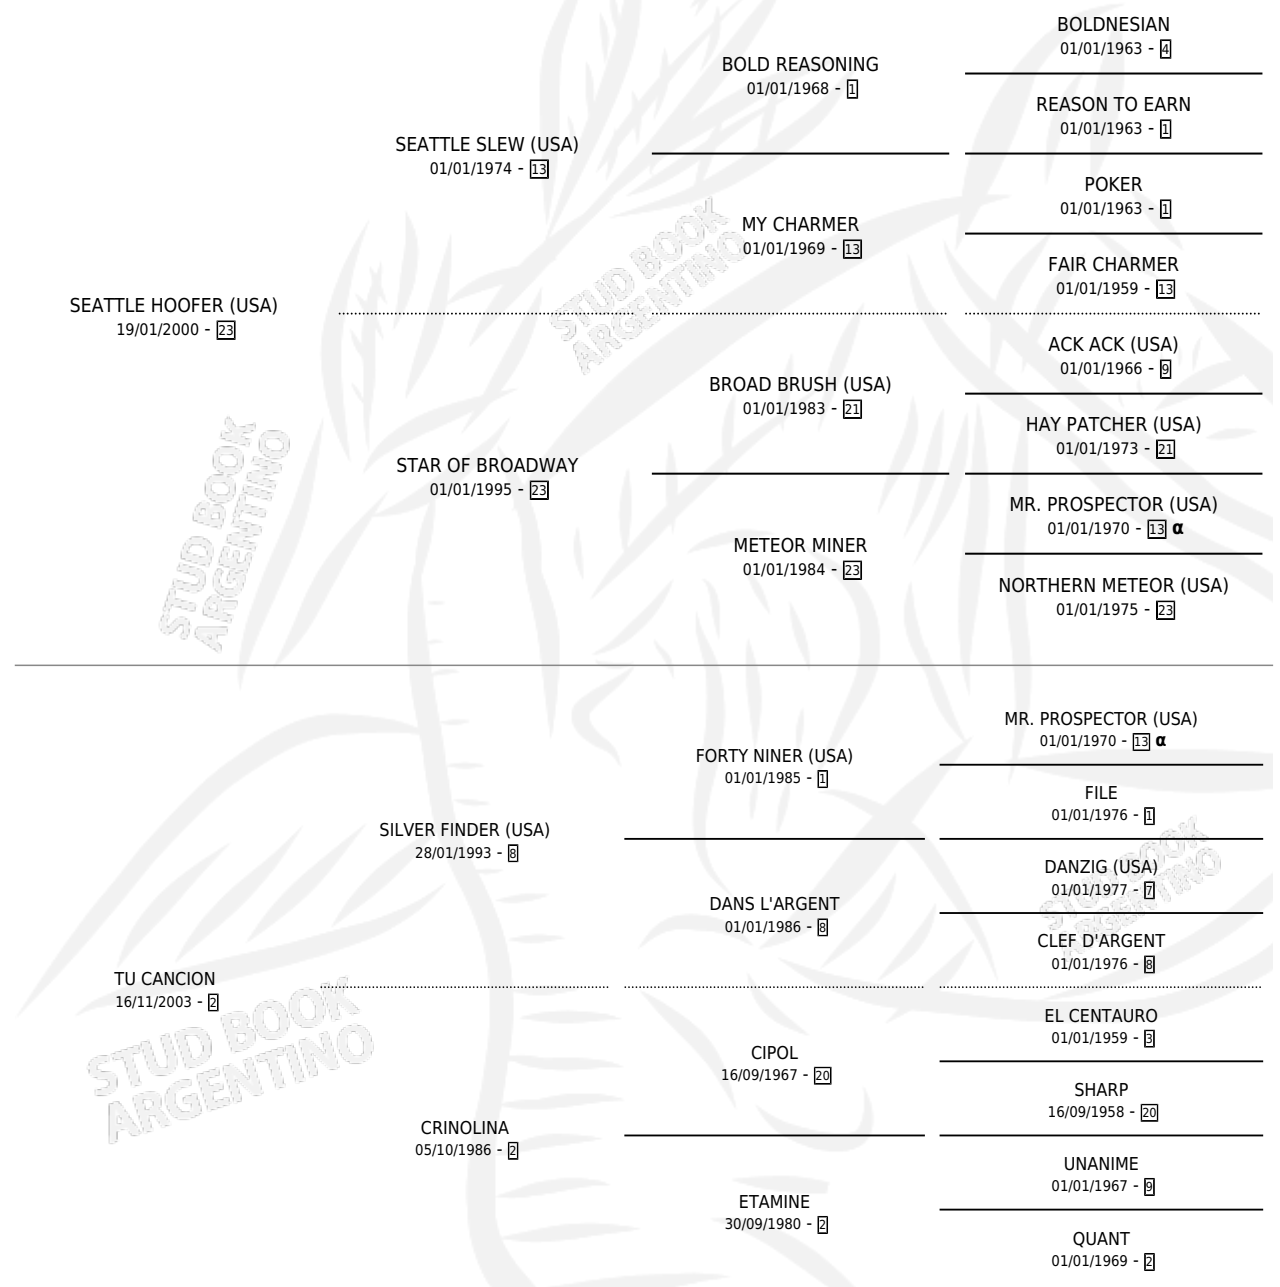 BOLDNESIAN
01/01/1963 - 4
BOLD REASONING
01/01/1968 - 1
REASON TO EARN
01/01/1963 - 1
SEATTLE SLEW (USA)
01/01/1974 - 13
POKER
01/01/1963 - 1
MY CHARMER
01/01/1969 - 13
FAIR CHARMER
01/01/1959 - 13
SEATTLE HOOFER (USA)
19/01/2000 - 23
ACK ACK (USA)
01/01/1966 - 9
BROAD BRUSH (USA)
01/01/1983 - 21
HAY PATCHER (USA)
01/01/1973 - 21
STAR OF BROADWAY
01/01/1995 - 23
MR. PROSPECTOR (USA)
01/01/1970 - 13 α
METEOR MINER
01/01/1984 - 23
NORTHERN METEOR (USA)
01/01/1975 - 23
MR. PROSPECTOR (USA)
01/01/1970 - 13 α
FORTY NINER (USA)
01/01/1985 - 1
FILE
01/01/1976 - 1
SILVER FINDER (USA)
28/01/1993 - 8
DANZIG (USA)
01/01/1977 - 7
DANS L'ARGENT
01/01/1986 - 8
CLEF D'ARGENT
01/01/1976 - 8
TU CANCION
16/11/2003 - 2
EL CENTAURO
01/01/1959 - 3
CIPOL
16/09/1967 - 20
SHARP
16/09/1958 - 20
CRINOLINA
05/10/1986 - 2
UNANIME
01/01/1967 - 9
ETAMINE
30/09/1980 - 2
QUANT
01/01/1969 - 2
STUD BOOK
ARGENTINO
STUD BOOK
ARGENTINO
STUD BOOK
ARGENTINO
STUD BOOK
ARGENTINO